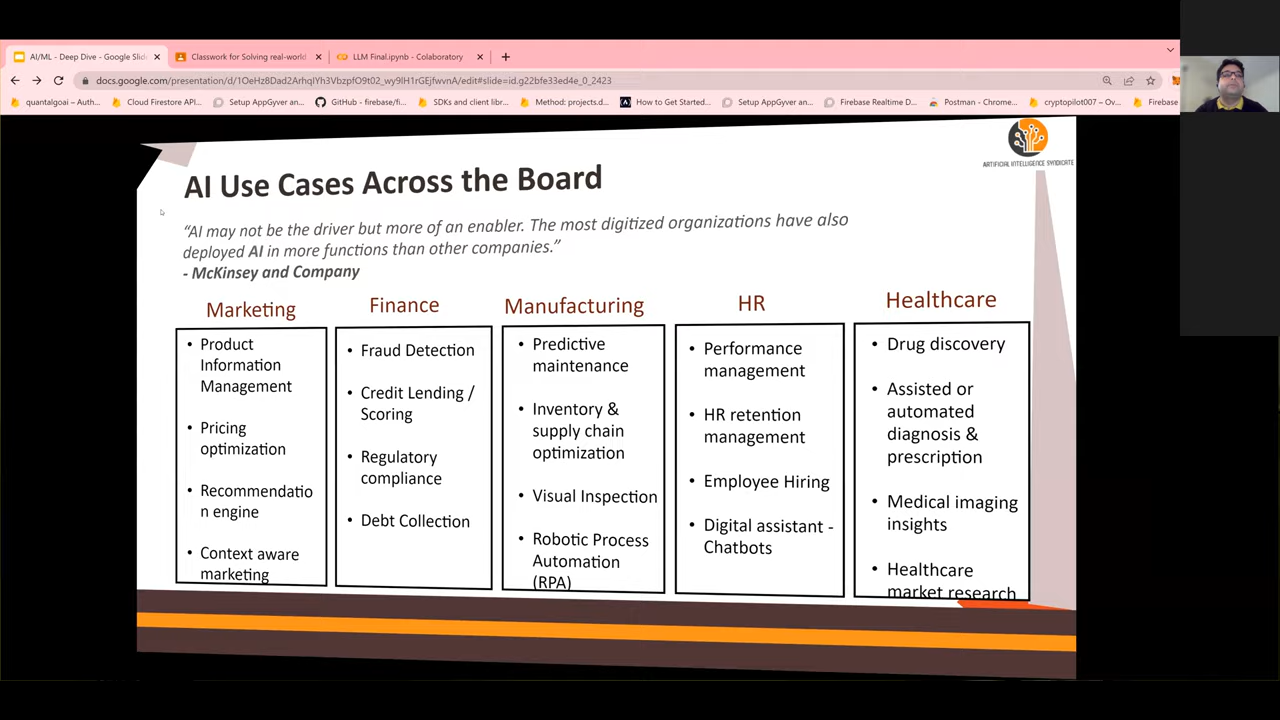 AI/ML - Deep Dive - Google Slid
Classwork for Solving real-world
LLM Final.ipynb - Colaboratory
docs.google.com/presentation/d/1OeHz8Dad2ArhqIYh3VbzpfO9t02_wy9lH1rGEjfwvnA/edit#slide=id.g22bfe33ed4e_0_2423
quantalgoai – Auth...
Cloud Firestore API...
Setup AppGyver an...
GitHub - firebase/fi...
SDKs and client libr...
Method: projects.d...
How to Get Started...
Setup AppGyver an...
Firebase Realtime D...
Postman - Chrome...
cryptopilot007 – Ov...
Firebase
ARTIFICIAL INTELLIGENCE SYNDICATE
AI Use Cases Across the Board
“AI may not be the driver but more of an enabler. The most digitized organizations have also
deployed AI in more functions than other companies.”
- McKinsey and Company
Marketing
• Product
Information
Management
• Pricing
optimization
• Recommendatio
n engine
• Context aware
marketing
Finance
• Fraud Detection
• Credit Lending /
Scoring
• Regulatory
compliance
• Debt Collection
Manufacturing
• Predictive
maintenance
• Inventory &
supply chain
optimization
• Visual Inspection
• Robotic Process
Automation
(RPA)
HR
• Performance
management
• HR retention
management
• Employee Hiring
• Digital assistant -
Chatbots
Healthcare
• Drug discovery
• Assisted or
automated
diagnosis &
prescription
• Medical imaging
insights
• Healthcare
market research